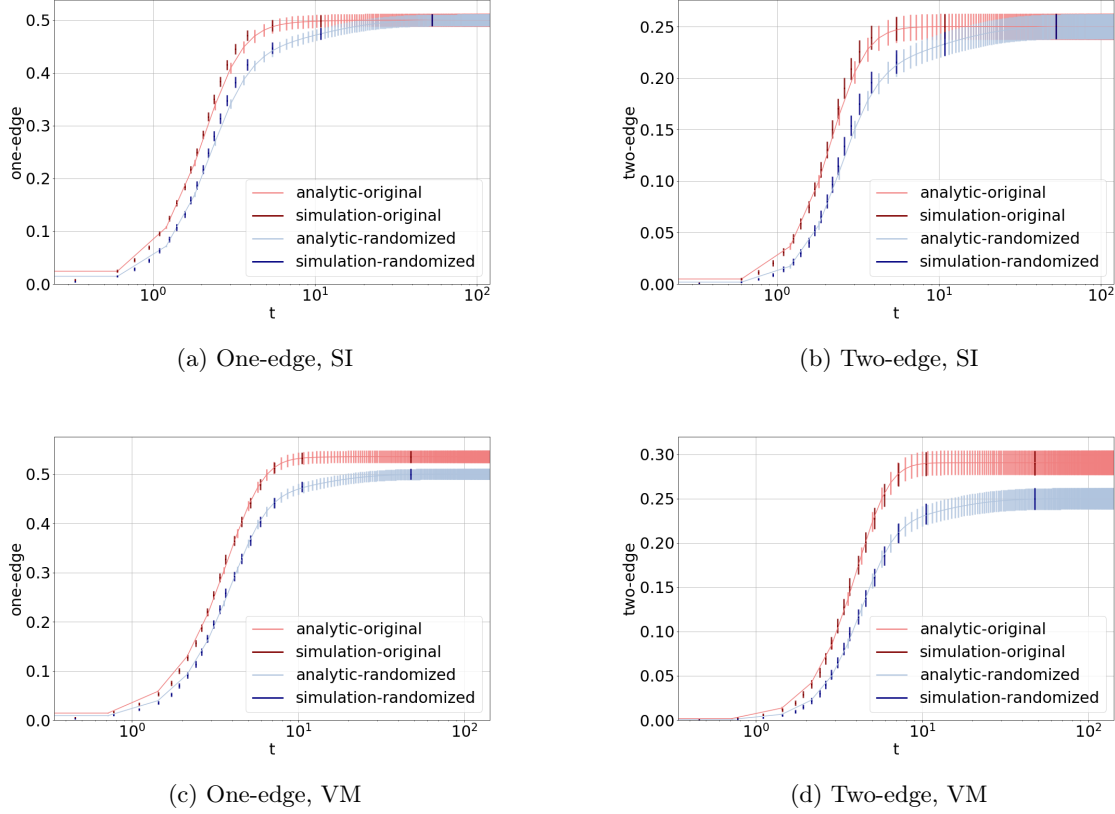 0.5
0.4
0.3
0.2
0.1
0.0
one-edge
analytic-original
simulation-original
analytic-randomized
simulation-randomized
10⁰
10¹
10²
t
(a) One-edge, SI
0.25
0.20
0.15
0.10
0.05
0.00
two-edge
analytic-original
simulation-original
analytic-randomized
simulation-randomized
10⁰
10¹
10²
t
(b) Two-edge, SI
0.5
0.4
0.3
0.2
0.1
0.0
one-edge
analytic-original
simulation-original
analytic-randomized
simulation-randomized
10⁰
10¹
10²
t
(c) One-edge, VM
0.30
0.25
0.20
0.15
0.10
0.05
0.00
two-edge
analytic-original
simulation-original
analytic-randomized
simulation-randomized
10⁰
10¹
10²
t
(d) Two-edge, VM